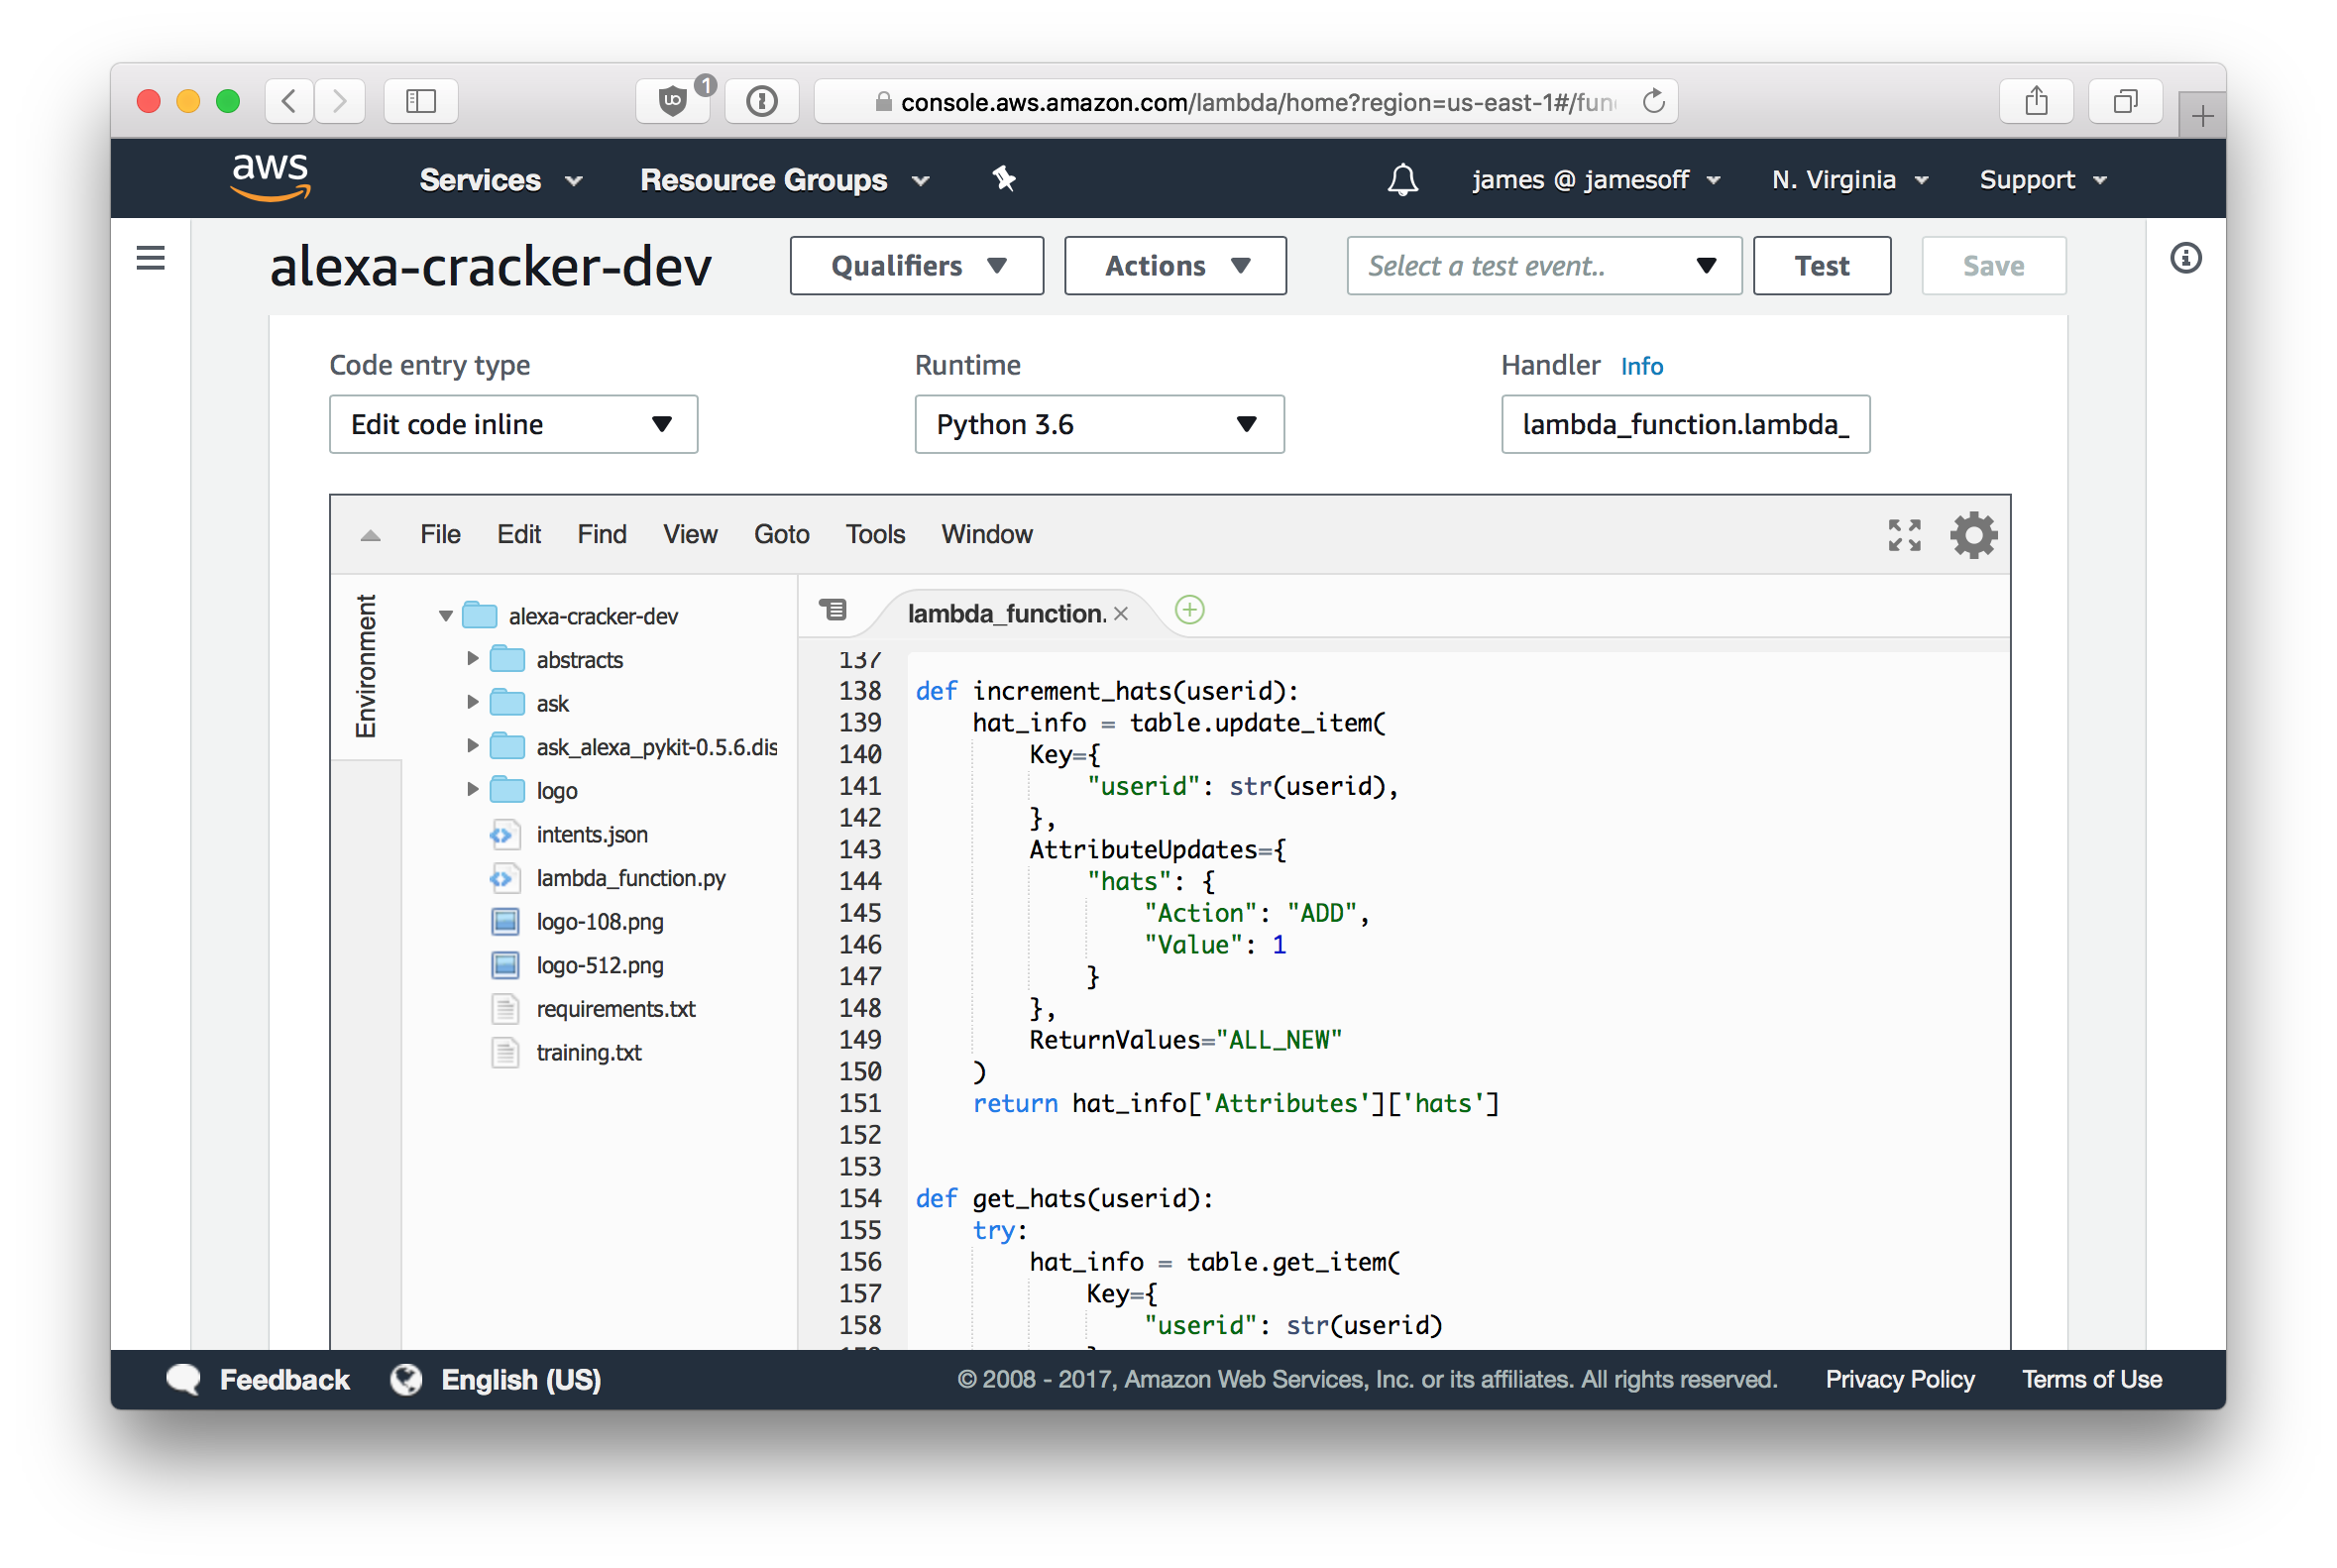 1
console.aws.amazon.com/lambda/home?region=us-east-1#/fun
aws Services Resource Groups james @ jamesoff N. Virginia Support
alexa-cracker-dev Qualifiers Actions Select a test event.. Test Save
Code entry type Runtime Handler Info
Edit code inline Python 3.6 lambda_function.lambda_
File Edit Find View Goto Tools Window
Environment
alexa-cracker-dev
abstracts
ask
ask_alexa_pykit-0.5.6.dis
logo
intents.json
lambda_function.py
logo-108.png
logo-512.png
requirements.txt
training.txt
lambda_function.
137
138 def increment_hats(userid):
139     hat_info = table.update_item(
140         Key={
141             "userid": str(userid),
142         },
143         AttributeUpdates={
144             "hats": {
145                 "Action": "ADD",
146                 "Value": 1
147             }
148         },
149         ReturnValues="ALL_NEW"
150     )
151     return hat_info['Attributes']['hats']
152
153
154 def get_hats(userid):
155     try:
156         hat_info = table.get_item(
157             Key={
158                 "userid": str(userid)
Feedback English (US) © 2008 - 2017, Amazon Web Services, Inc. or its affiliates. All rights reserved. Privacy Policy Terms of Use